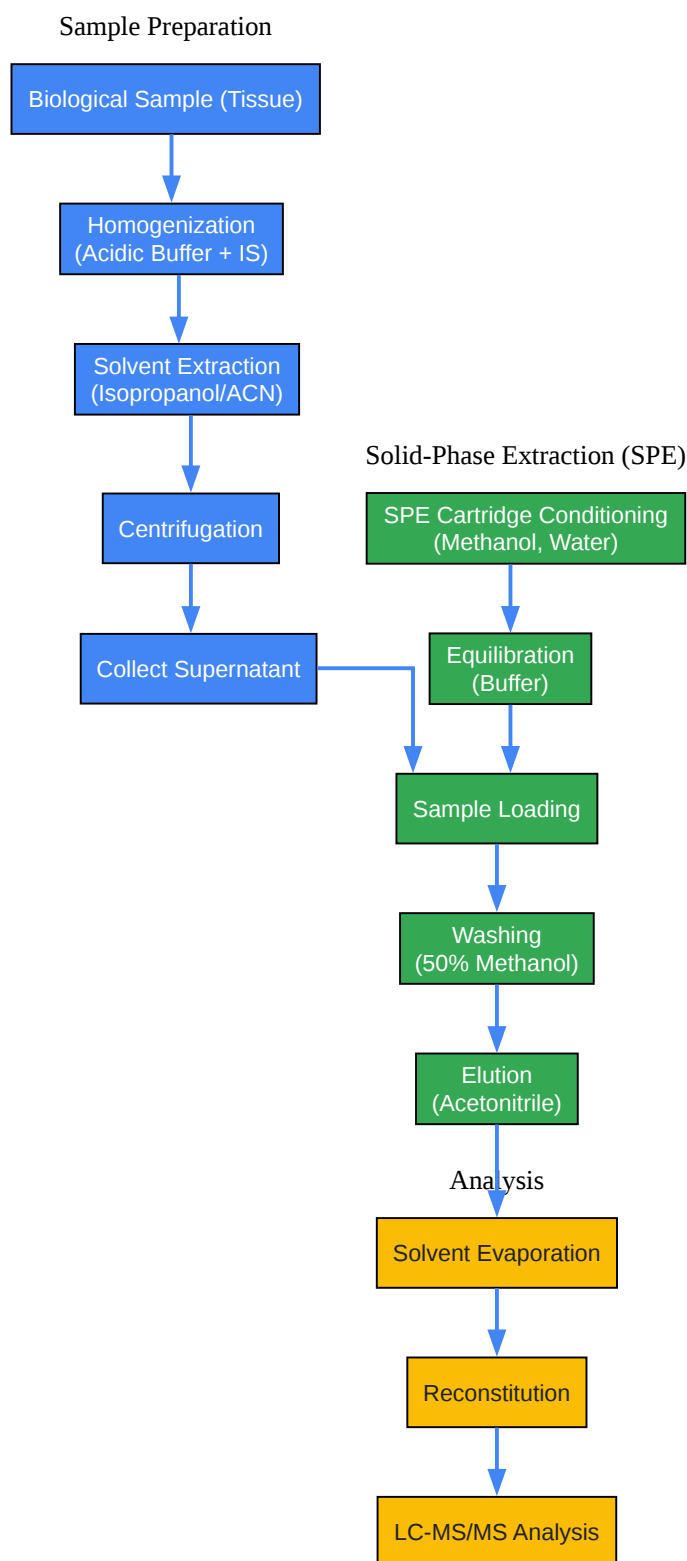 Sample Preparation
Biological Sample (Tissue)
Homogenization
(Acidic Buffer + IS)
Solvent Extraction
(Isopropanol/ACN)
Centrifugation
Collect Supernatant
Solid-Phase Extraction (SPE)
SPE Cartridge Conditioning
(Methanol, Water)
Equilibration
(Buffer)
Sample Loading
Washing
(50% Methanol)
Elution
(Acetonitrile)
Analysis
Solvent Evaporation
Reconstitution
LC-MS/MS Analysis